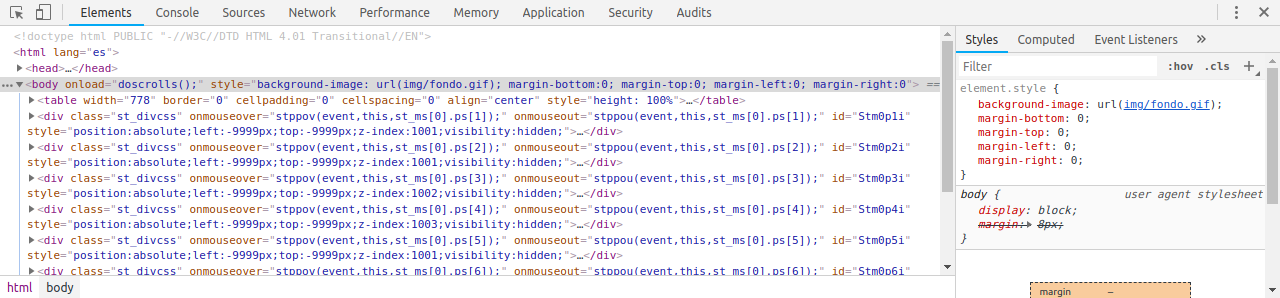 Elements Console Sources Network Performance Memory Application Security Audits
<!doctype html PUBLIC "-//W3C//DTD HTML 4.01 Transitional//EN">
<html lang="es">
<head>…</head>
<body onload="doscrolls();" style="background-image: url(img/fondo.gif); margin-bottom:0; margin-top:0; margin-left:0; margin-right:0"> ==
<table width="778" border="0" cellpadding="0" cellspacing="0" align="center" style="height: 100%">…</table>
<div class="st_divcss" onmouseover="stppov(event,this,st_ms[0].ps[1]);" onmouseout="stppou(event,this,st_ms[0].ps[1]);" id="Stm0p1i"
style="position:absolute;left:-9999px;top:-9999px;z-index:1001;visibility:hidden;">…</div>
<div class="st_divcss" onmouseover="stppov(event,this,st_ms[0].ps[2]);" onmouseout="stppou(event,this,st_ms[0].ps[2]);" id="Stm0p2i"
style="position:absolute;left:-9999px;top:-9999px;z-index:1001;visibility:hidden;">…</div>
<div class="st_divcss" onmouseover="stppov(event,this,st_ms[0].ps[3]);" onmouseout="stppou(event,this,st_ms[0].ps[3]);" id="Stm0p3i"
style="position:absolute;left:-9999px;top:-9999px;z-index:1002;visibility:hidden;">…</div>
<div class="st_divcss" onmouseover="stppov(event,this,st_ms[0].ps[4]);" onmouseout="stppou(event,this,st_ms[0].ps[4]);" id="Stm0p4i"
style="position:absolute;left:-9999px;top:-9999px;z-index:1003;visibility:hidden;">…</div>
<div class="st_divcss" onmouseover="stppov(event,this,st_ms[0].ps[5]);" onmouseout="stppou(event,this,st_ms[0].ps[5]);" id="Stm0p5i"
style="position:absolute;left:-9999px;top:-9999px;z-index:1001;visibility:hidden;">…</div>
<div class="st_divcss" onmouseover="stppov(event,this,st_ms[0].ps[6]);" onmouseout="stppou(event,this,st_ms[0].ps[6]);" id="Stm0p6i"
html body
Styles Computed Event Listeners »
Filter :hov .cls +
element.style {
background-image: url(img/fondo.gif);
margin-bottom: 0;
margin-top: 0;
margin-left: 0;
margin-right: 0;
}
body { user agent stylesheet
display: block;
margin: 8px;
}
margin –